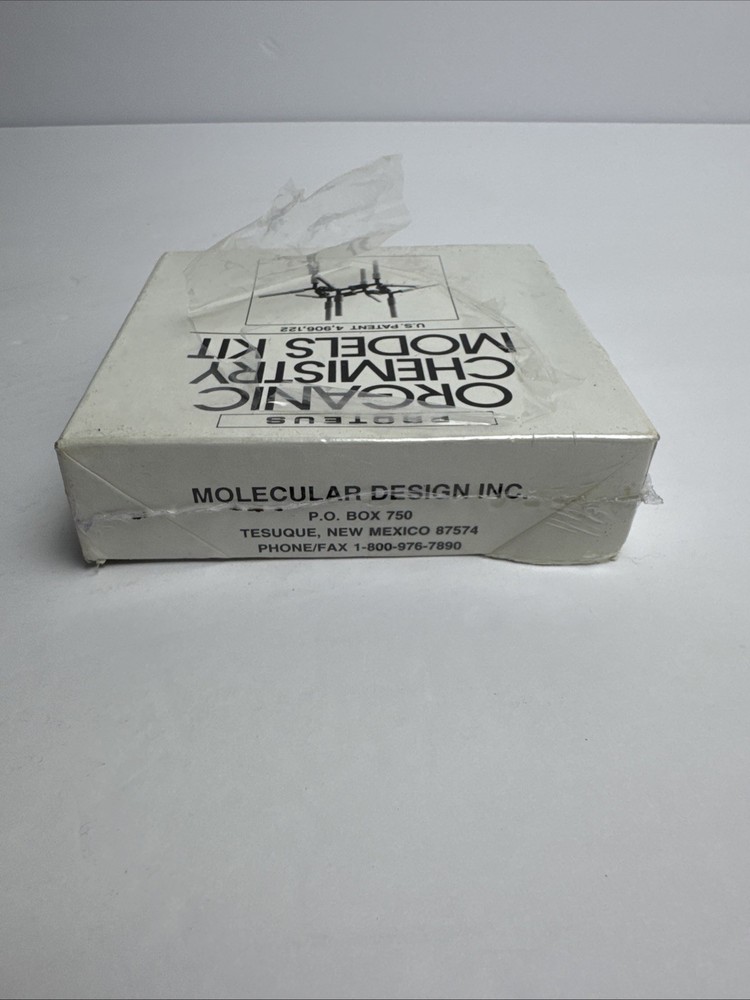 PROTEUS
ORGANIC
CHEMISTRY
MODELS KIT
U.S. PATENT 4,906,122
MOLECULAR DESIGN INC.
P.O. BOX 750
TESUQUE, NEW MEXICO 87574
PHONE/FAX 1-800-976-7890